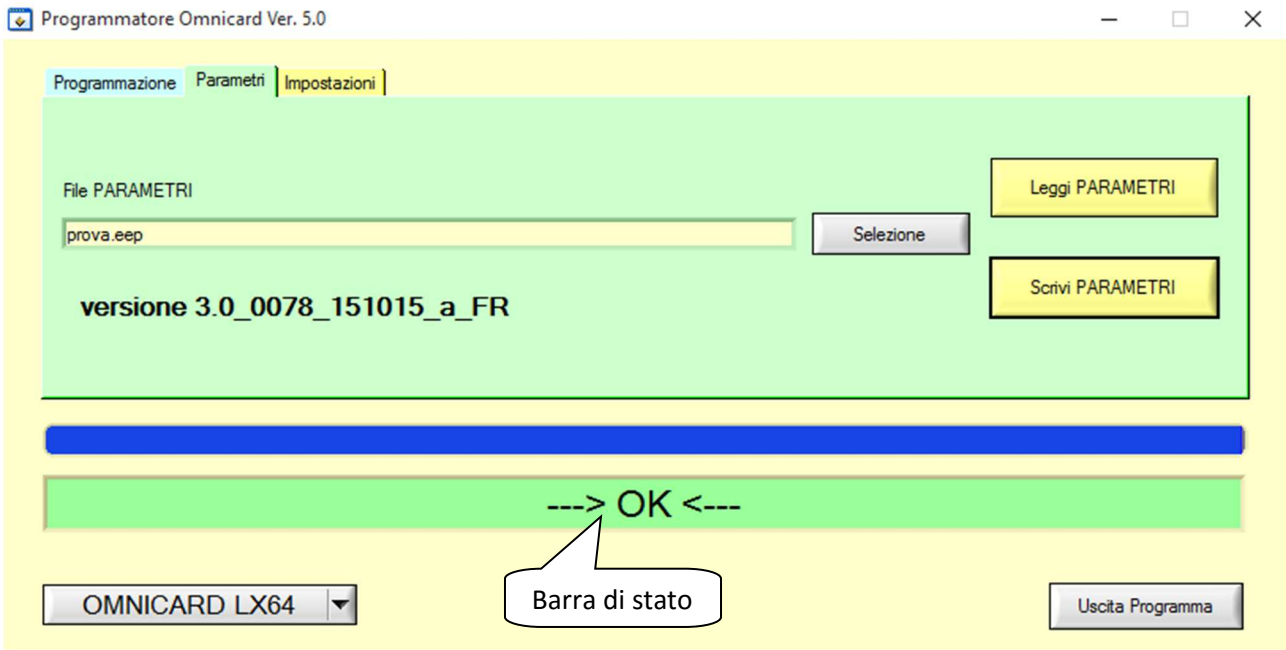 Programmatore Omnicard Ver. 5.0
Programmazione Parametri Impostazioni
File PARAMETRI
Leggi PARAMETRI
prova.eep
Selezione
Scrivi PARAMETRI
versione 3.0_0078_151015_a_FR
---> OK <---
Barra di stato
OMNICARD LX64
Uscita Programma